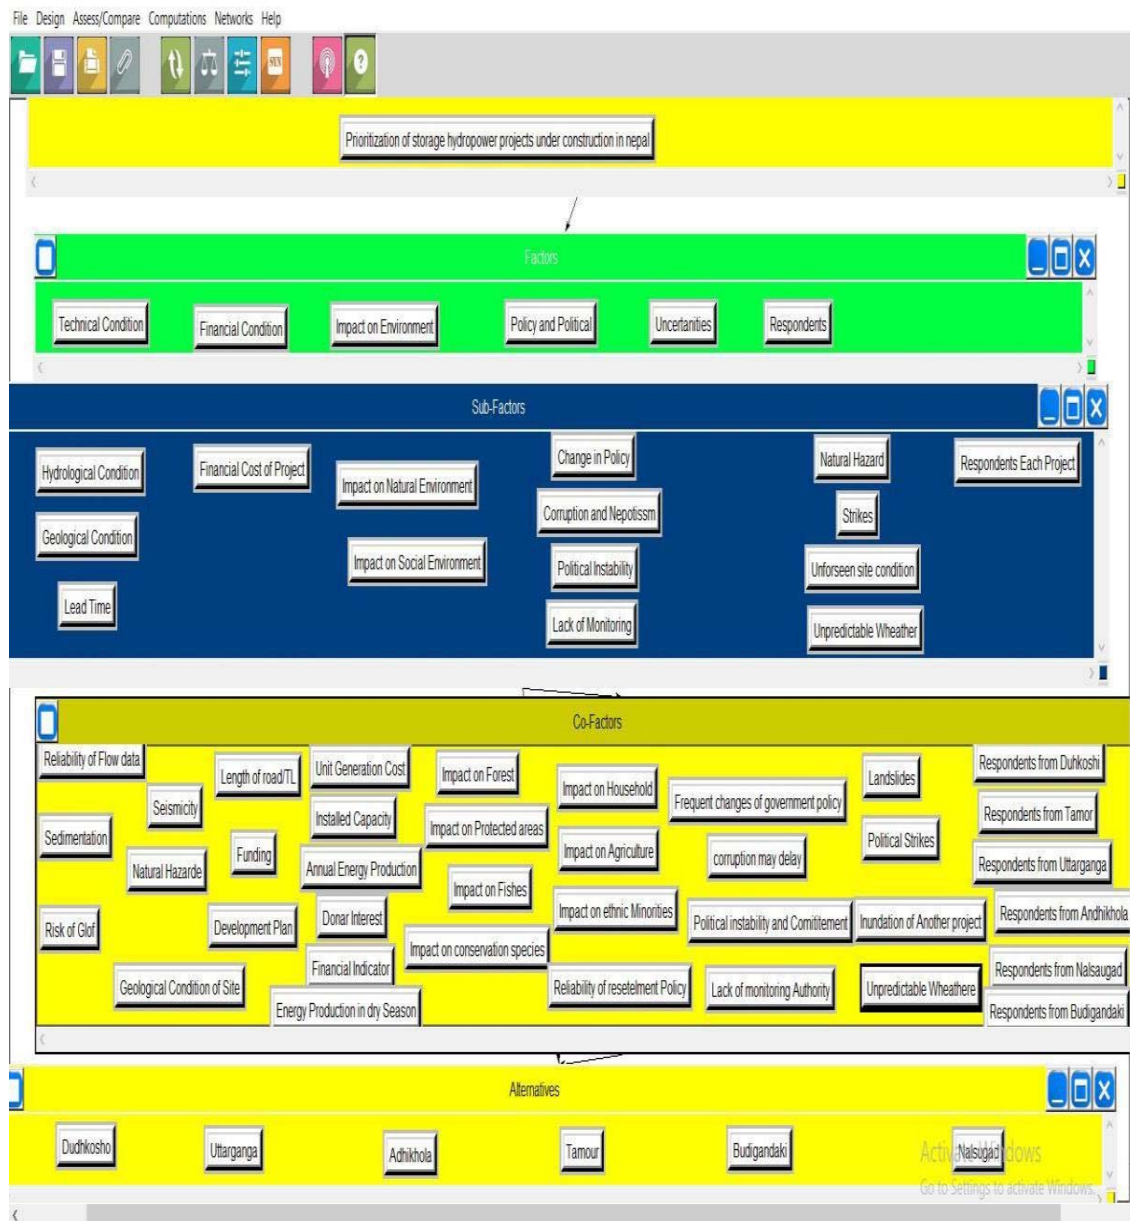 File Design Assess/Compare Computations Networks Help
SYN
?
Prioritization of storage hydropower projects under construction in nepal
Factors
Technical Condition
Financial Condition
Impact on Environment
Policy and Political
Uncertanities
Respondents
Sub-Factors
Hydrological Condition
Geological Condition
Lead Time
Financial Cost of Project
Impact on Natural Environment
Impact on Social Environment
Change in Policy
Corruption and Nepotissm
Political Instability
Lack of Monitoring
Natural Hazard
Strikes
Unforseen site condition
Unpredictable Wheather
Respondents Each Project
Co-Factors
Reliability of Flow data
Sedimentation
Risk of Glof
Seismicity
Natural Hazarde
Geological Condition of Site
Length of road/TL
Funding
Development Plan
Unit Generation Cost
Installed Capacity
Annual Energy Production
Donar Interest
Financial Indicator
Energy Production in dry Season
Impact on Forest
Impact on Protected areas
Impact on Fishes
Impact on conservation species
Impact on Household
Impact on Agriculture
Impact on ethnic Minorities
Reliability of resetelment Policy
Frequent changes of government policy
corruption may delay
Political instability and Comititement
Lack of monitoring Authority
Landslides
Political Strikes
Inundation of Another project
Unpredictable Wheathere
Respondents from Duhkoshi
Respondents from Tamor
Respondents from Uttarganga
Respondents from Andhikhola
Respondents from Nalsaugad
Respondents from Budigandaki
Alternatives
Dudhkosho
Uttarganga
Adhikhola
Tamour
Budigandaki
Nalsugad
Activate Windows
Go to Settings to activate Windows.